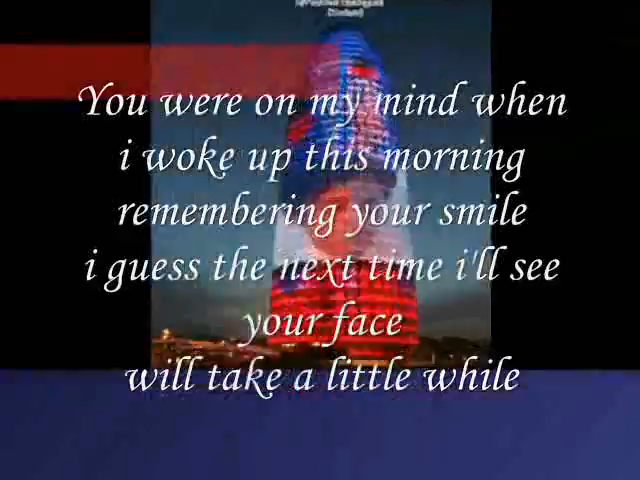 You were on my mind when
i woke up this morning
remembering your smile
i guess the next time i'll see
your face
will take a little while